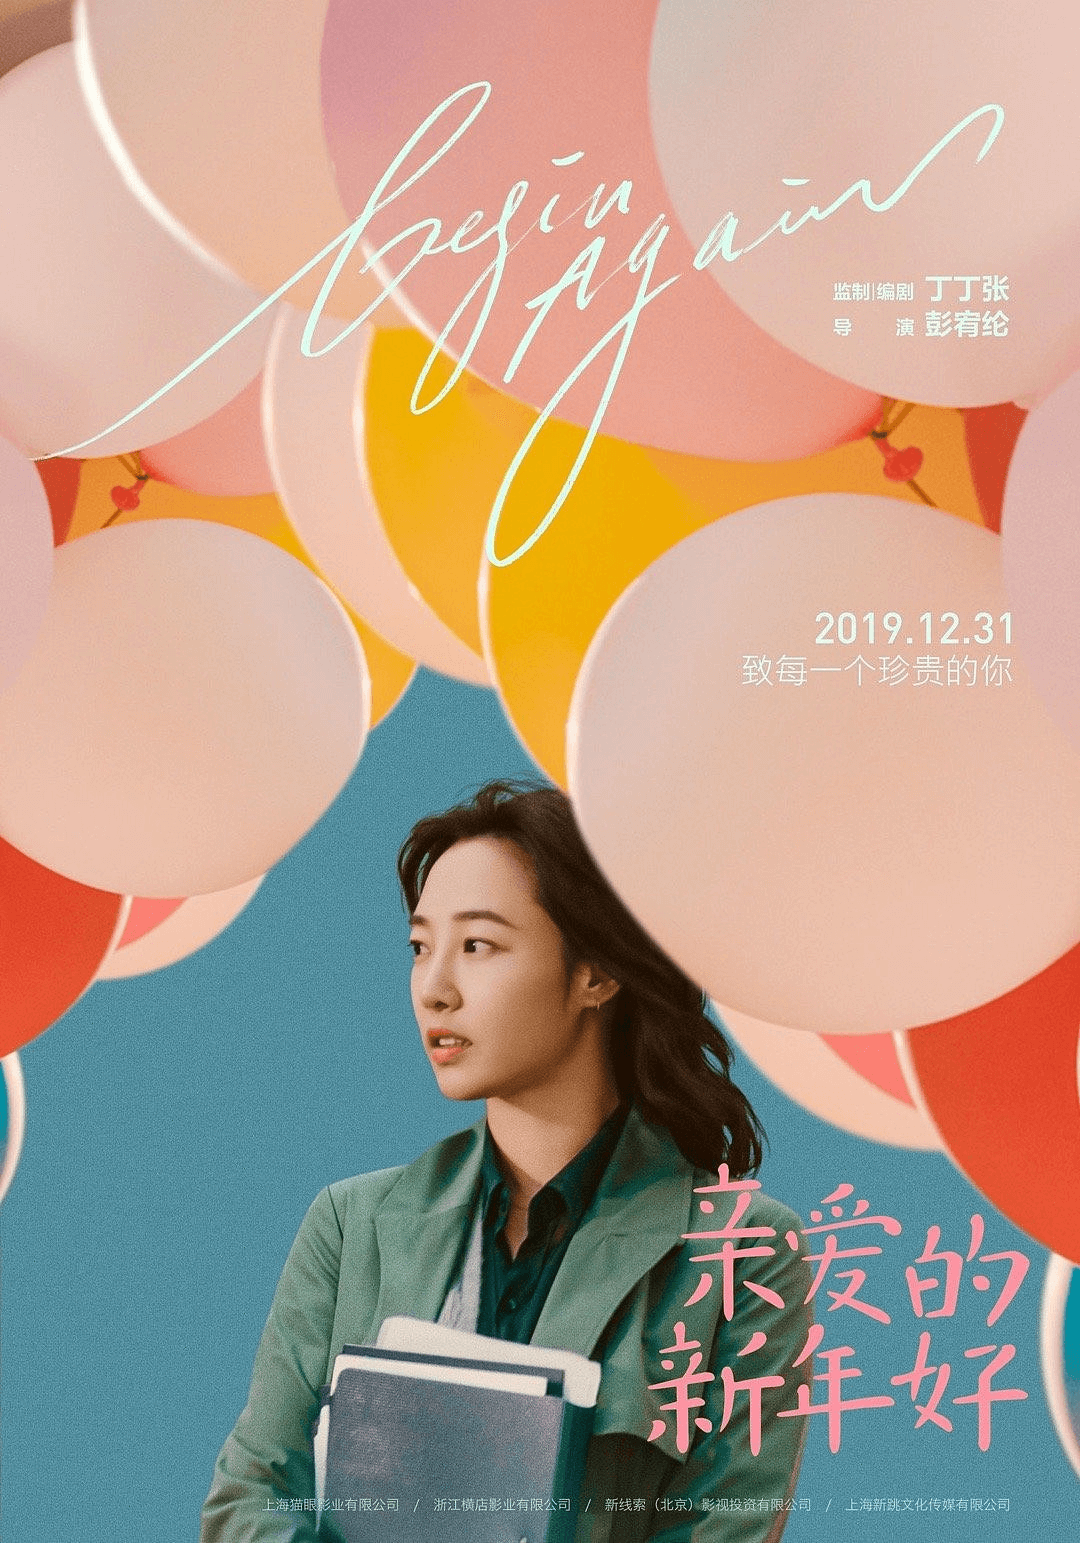 begin
Again
监制|编剧 丁丁张
导 演 彭宥纶
2019.12.31
致每一个珍贵的你
亲爱的
新年好
上海猫眼影业有限公司 / 浙江横店影业有限公司 / 新线索（北京）影视投资有限公司 / 上海新跳文化传媒有限公司